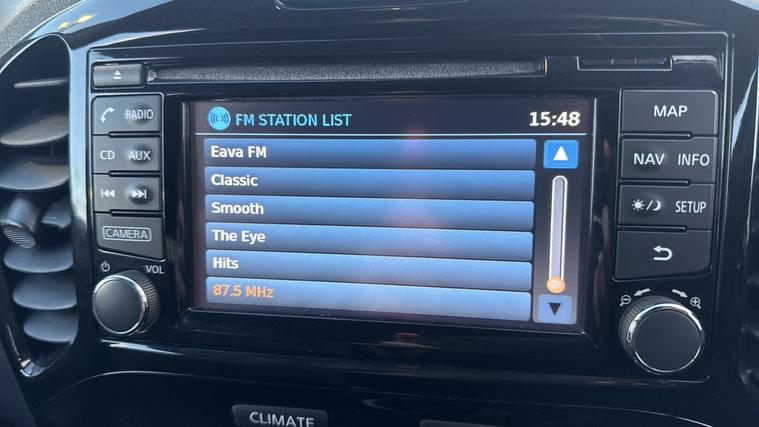 FM STATION LIST 15:48
Eava FM
Classic
Smooth
The Eye
Hits
87.5 MHz
RADIO
CD AUX
CAMERA
VOL
MAP
NAV INFO
SETUP
CLIMATE